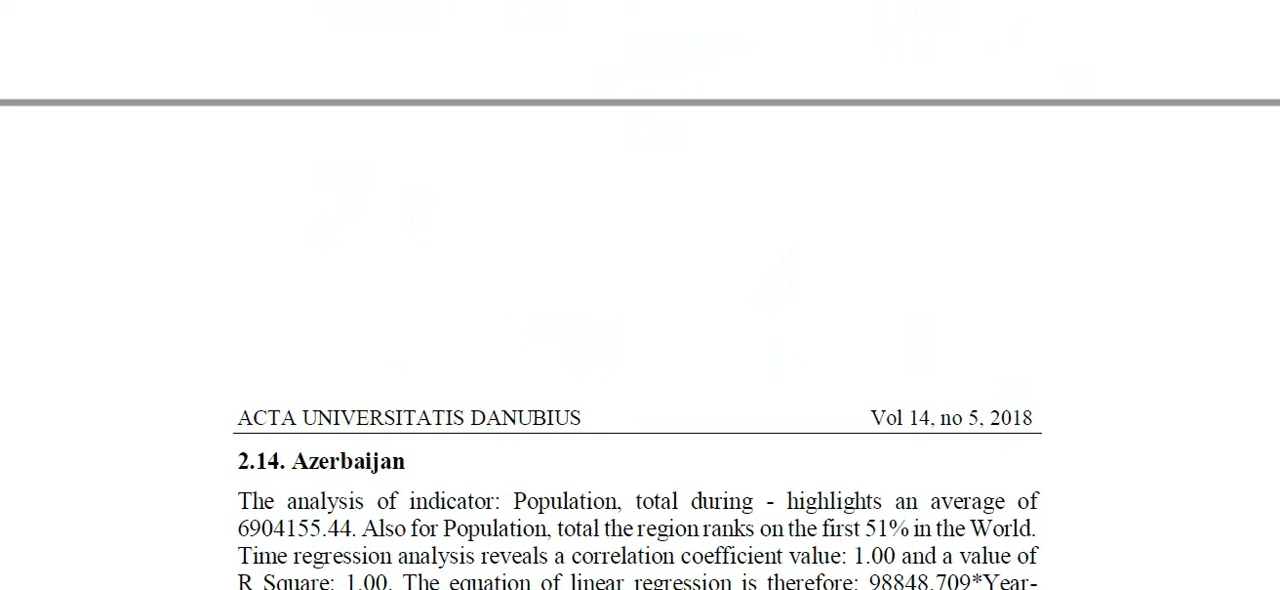 ACTA UNIVERSITATIS DANUBIUS Vol 14, no 5, 2018
2.14. Azerbaijan
The analysis of indicator: Population, total during - highlights an average of
6904155.44. Also for Population, total the region ranks on the first 51% in the World.
Time regression analysis reveals a correlation coefficient value: 1.00 and a value of
R Square: 1.00. The equation of linear regression is therefore: 98848.709*Year-